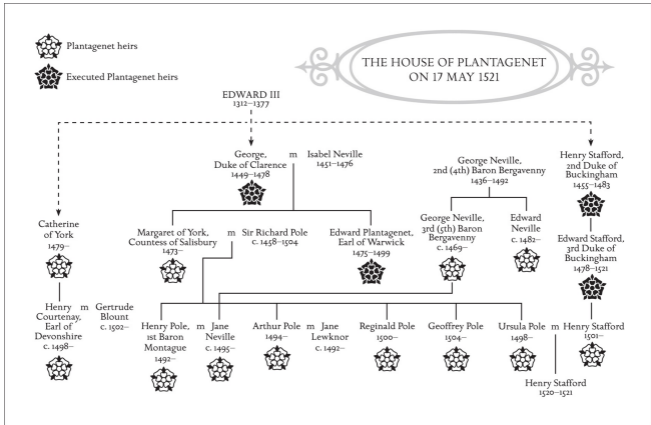 Plantagenet heirs
Executed Plantagenet heirs
THE HOUSE OF PLANTAGENET
ON 17 MAY 1521
EDWARD III
1312–1377
George,
Duke of Clarence
1449–1478
m
Isabel Neville
1451–1476
George Neville,
2nd (4th) Baron Bergavenny
1436–1492
Henry Stafford,
2nd Duke of
Buckingham
1455–1483
Catherine
of York
1479–
Margaret of York,
Countess of Salisbury
1473–
m
Sir Richard Pole
c. 1458–1504
Edward Plantagenet,
Earl of Warwick
1475–1499
George Neville,
3rd (5th) Baron
Bergavenny
c. 1469–
Edward
Neville
c. 1482–
Edward Stafford,
3rd Duke of
Buckingham
1478–1521
Henry
Courtenay,
Earl of
Devonshire
c. 1498–
m
Gertrude
Blount
c. 1502–
Henry Pole,
1st Baron
Montague
1492–
m
Jane
Neville
c. 1495–
Arthur Pole
1494–
m
Jane
Lewknor
c. 1492–
Reginald Pole
1500–
Geoffrey Pole
1504–
Ursula Pole
1498–
m
Henry Stafford
1501–
Henry Stafford
1520–1521